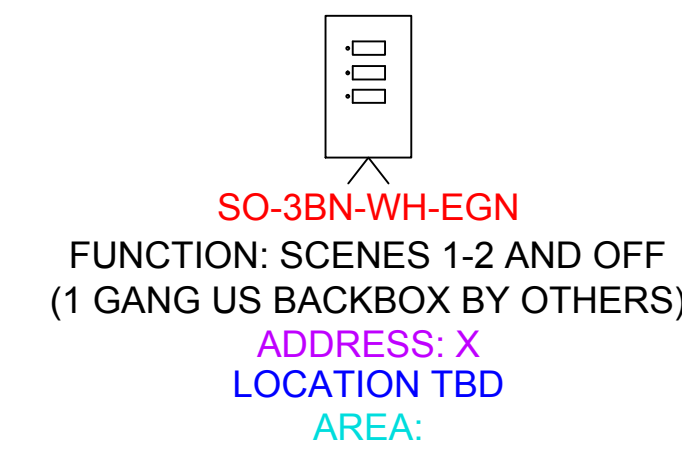 SO-3BN-WH-EGN
FUNCTION: SCENES 1-2 AND OFF
(1 GANG US BACKBOX BY OTHERS)
ADDRESS: X
LOCATION TBD
AREA: